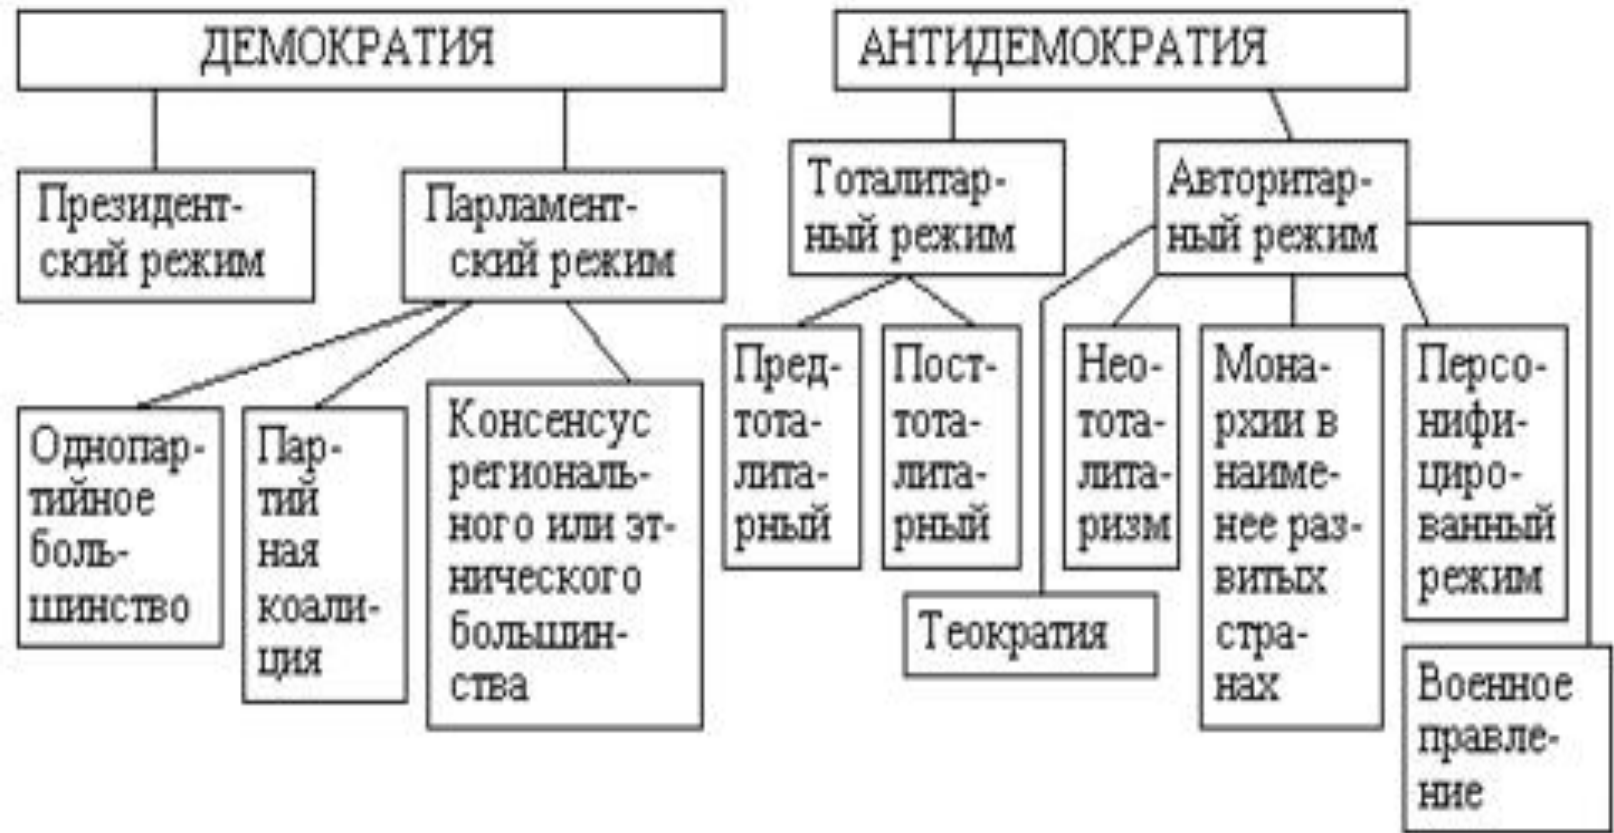 ДЕМОКРАТИЯ
Президент-
ский режим
Парламент-
ский режим
Однопар-
тийное
боль-
шинство
Пар-
тий
ная
коали-
ция
Консенсус
региональ-
ного или эт-
нического
большин-
ства
АНТИДЕМОКРАТИЯ
Тоталитар-
ный режим
Авторитар-
ный режим
Пред-
тота-
лита-
рный
Пост-
тота-
лита-
рный
Нео-
тота-
лита-
ризм
Мона-
рхии в
наиме-
нее раз-
витых
стра-
нах
Персо-
нифи-
циро-
ванный
режим
Теократия
Военное
правле-
ние